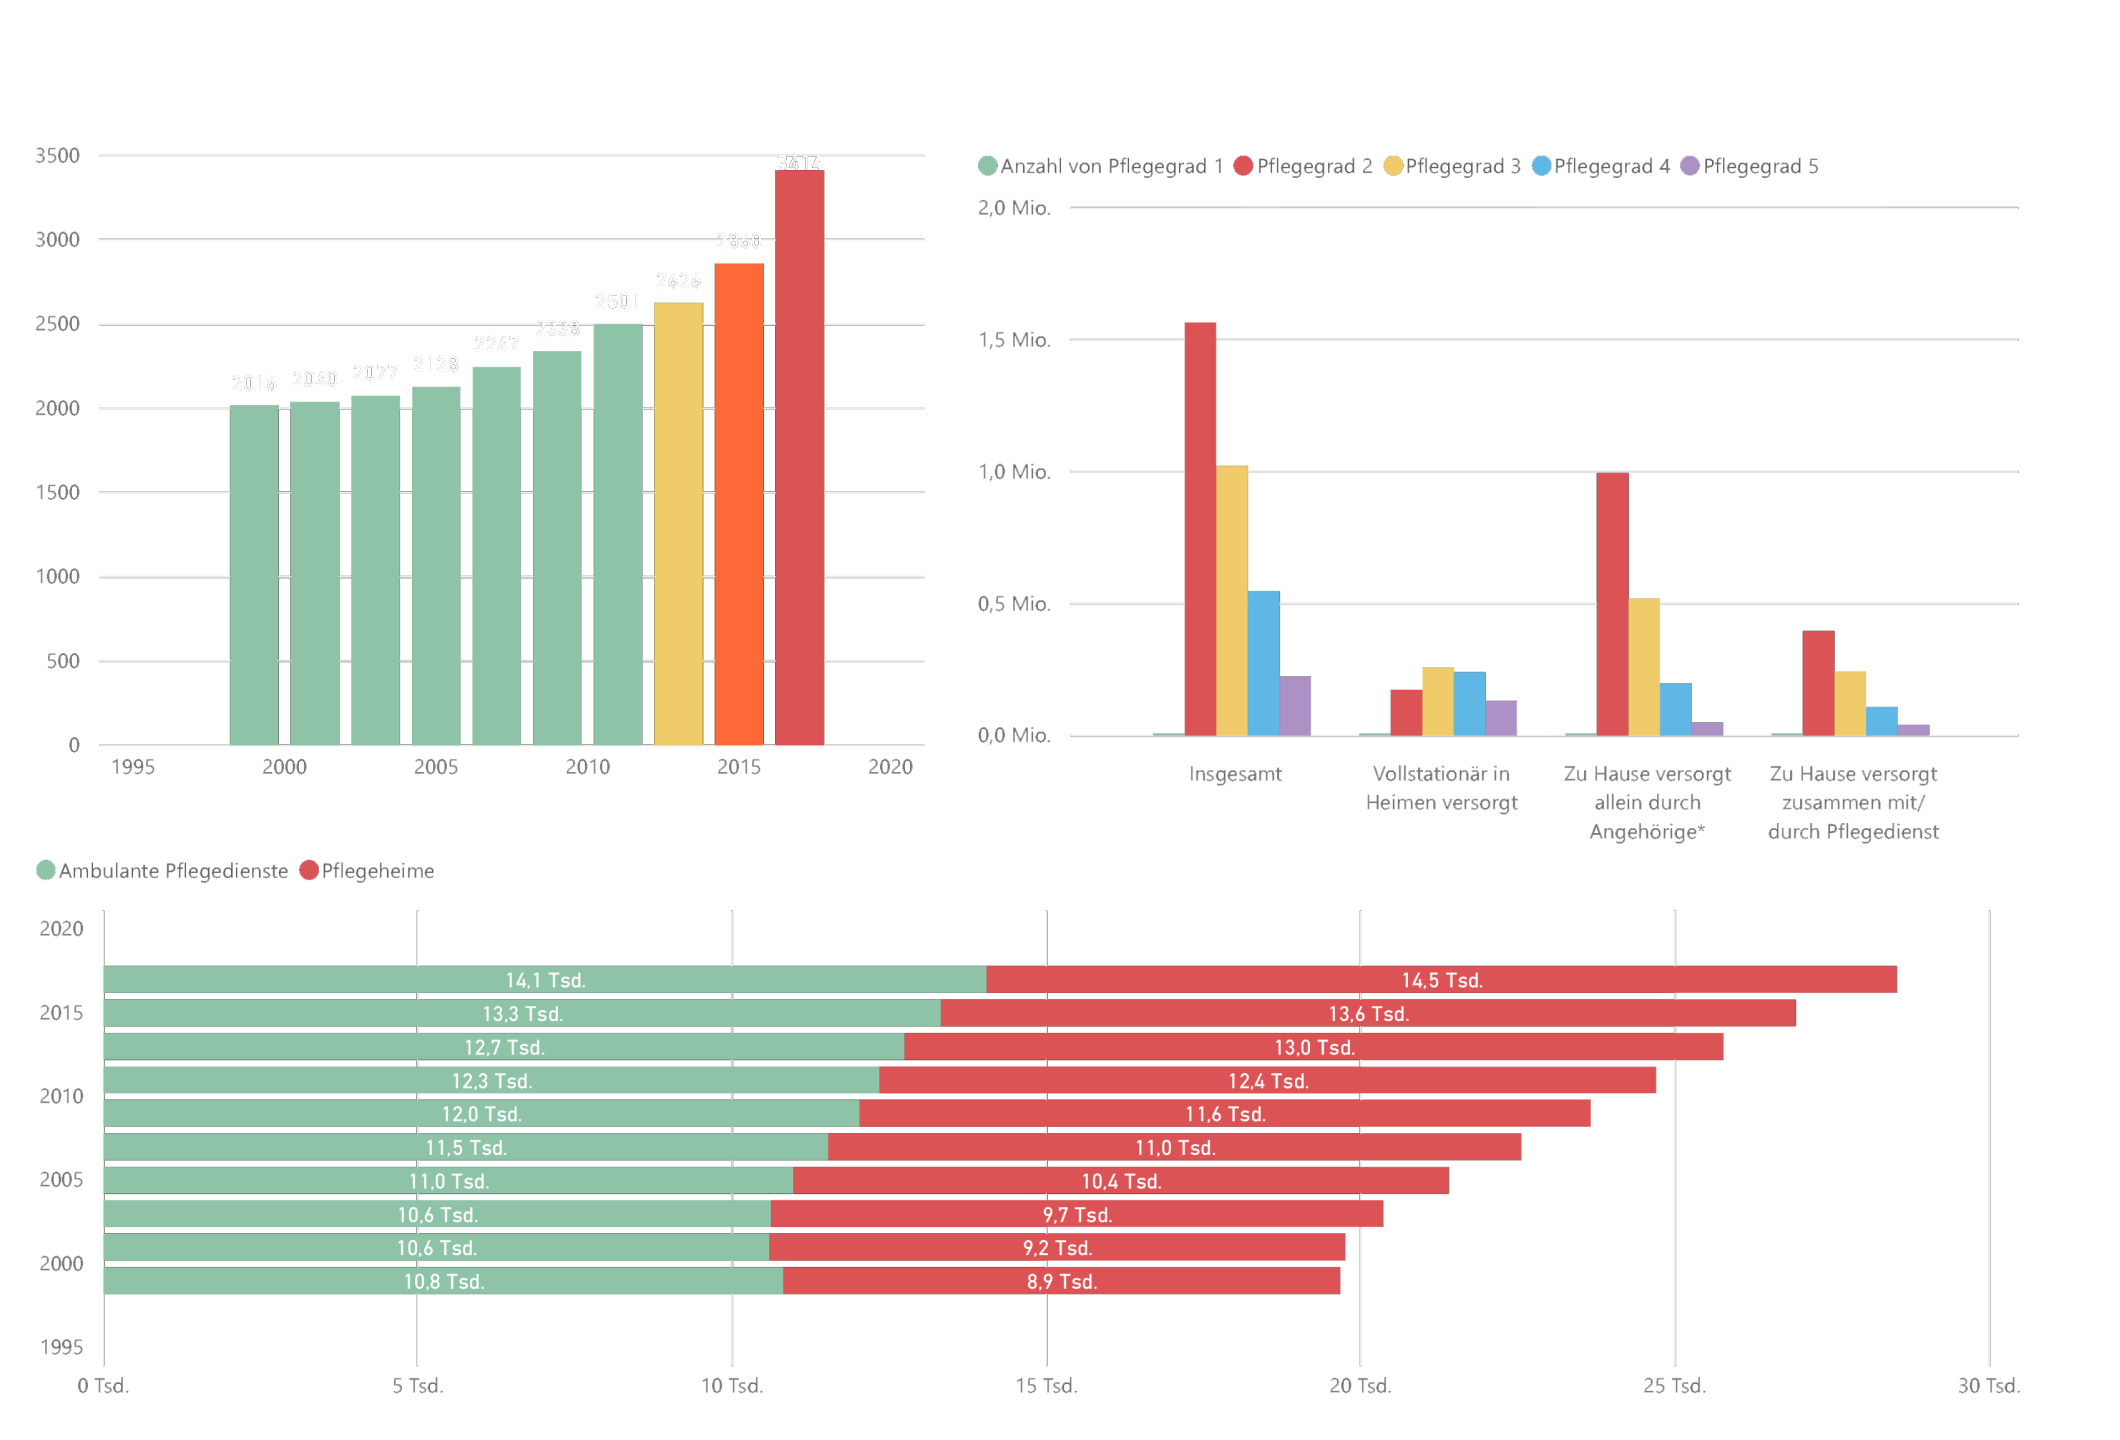 3500
3000
2500
2000
1500
1000
500
0
2016
2040
2077
2128
2247
2338
2501
2626
2860
3414
1995 2000 2005 2010 2015 2020
Anzahl von Pflegegrad 1 Pflegegrad 2 Pflegegrad 3 Pflegegrad 4 Pflegegrad 5
2,0 Mio.
1,5 Mio.
1,0 Mio.
0,5 Mio.
0,0 Mio.
Insgesamt
Vollstationär in
Heimen versorgt
Zu Hause versorgt
allein durch
Angehörige*
Zu Hause versorgt
zusammen mit/
durch Pflegedienst
Ambulante Pflegedienste Pflegeheime
2020
14,1 Tsd. 14,5 Tsd.
2015 13,3 Tsd. 13,6 Tsd.
12,7 Tsd. 13,0 Tsd.
12,3 Tsd. 12,4 Tsd.
2010
12,0 Tsd. 11,6 Tsd.
11,5 Tsd. 11,0 Tsd.
2005 11,0 Tsd. 10,4 Tsd.
10,6 Tsd. 9,7 Tsd.
10,6 Tsd. 9,2 Tsd.
2000
10,8 Tsd. 8,9 Tsd.
1995
0 Tsd. 5 Tsd. 10 Tsd. 15 Tsd. 20 Tsd. 25 Tsd. 30 Tsd.